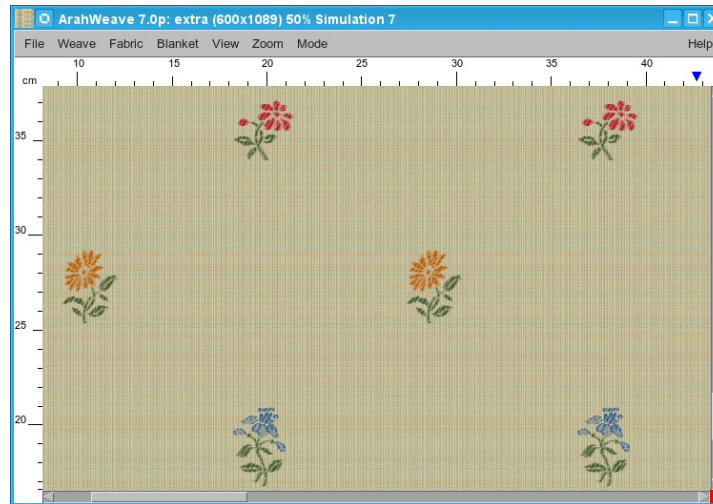 ArahWeave 7.0p: extra (600x1089) 50% Simulation 7
File Weave Fabric Blanket View Zoom Mode Help
10 15 20 25 30 35 40
cm
35
30
25
20